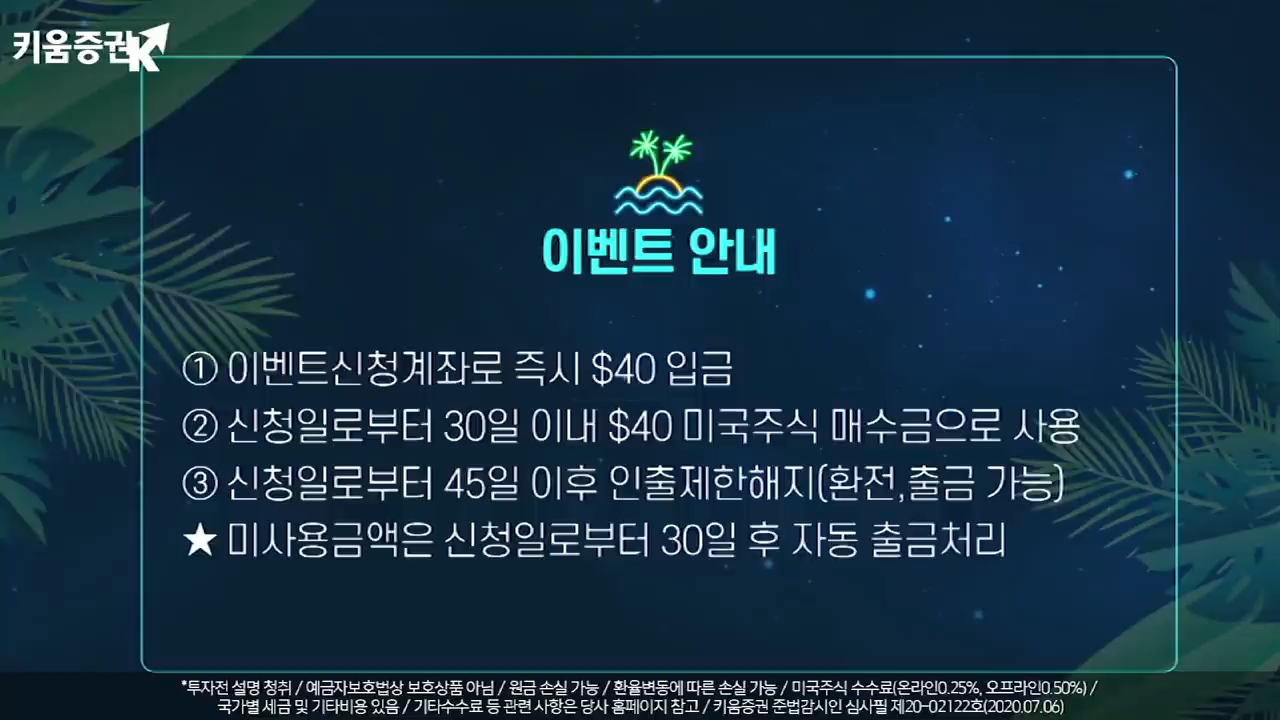 키움증권
이벤트 안내
① 이벤트신청계좌로 즉시 $40 입금
② 신청일로부터 30일 이내 $40 미국주식 매수금으로 사용
③ 신청일로부터 45일 이후 인출제한해지(환전,출금 가능)
★ 미사용금액은 신청일로부터 30일 후 자동 출금처리
*투자전 설명 청취 / 예금자보호법상 보호상품 아님 / 원금 손실 가능 / 환율변동에 따른 손실 가능 / 미국주식 수수료(온라인0.25%, 오프라인0.50%) /
국가별 세금 및 기타비용 있음 / 기타수수료 등 관련 사항은 당사 홈페이지 참고 / 키움증권 준법감시인 심사필 제20-02122호(2020.07.06)